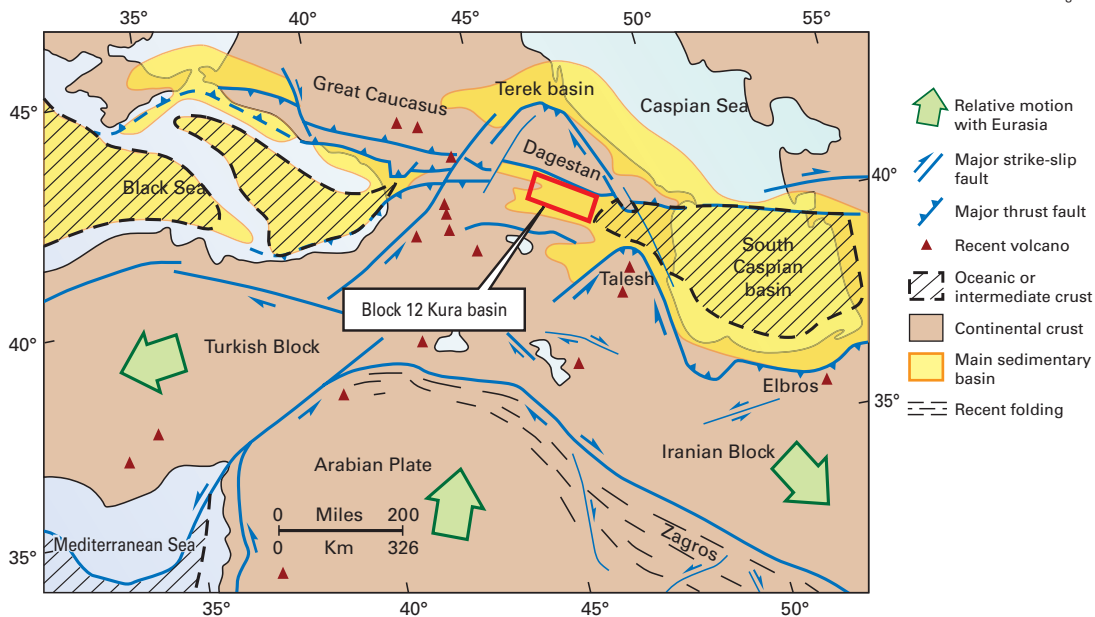 35° 40° 45° 50° 55°
45°
40°
35°
40°
35°
35° 40° 45° 50°
Great Caucasus
Terek basin
Caspian Sea
Dagestan
Black Sea
South
Caspian
basin
Talesh
Block 12 Kura basin
Turkish Block
Elbros
Arabian Plate
Iranian Block
0 Miles 200
0 Km 326
Zagros
Mediterranean Sea
Relative motion
with Eurasia
Major strike-slip
fault
Major thrust fault
Recent volcano
Oceanic or
intermediate crust
Continental crust
Main sedimentary
basin
Recent folding